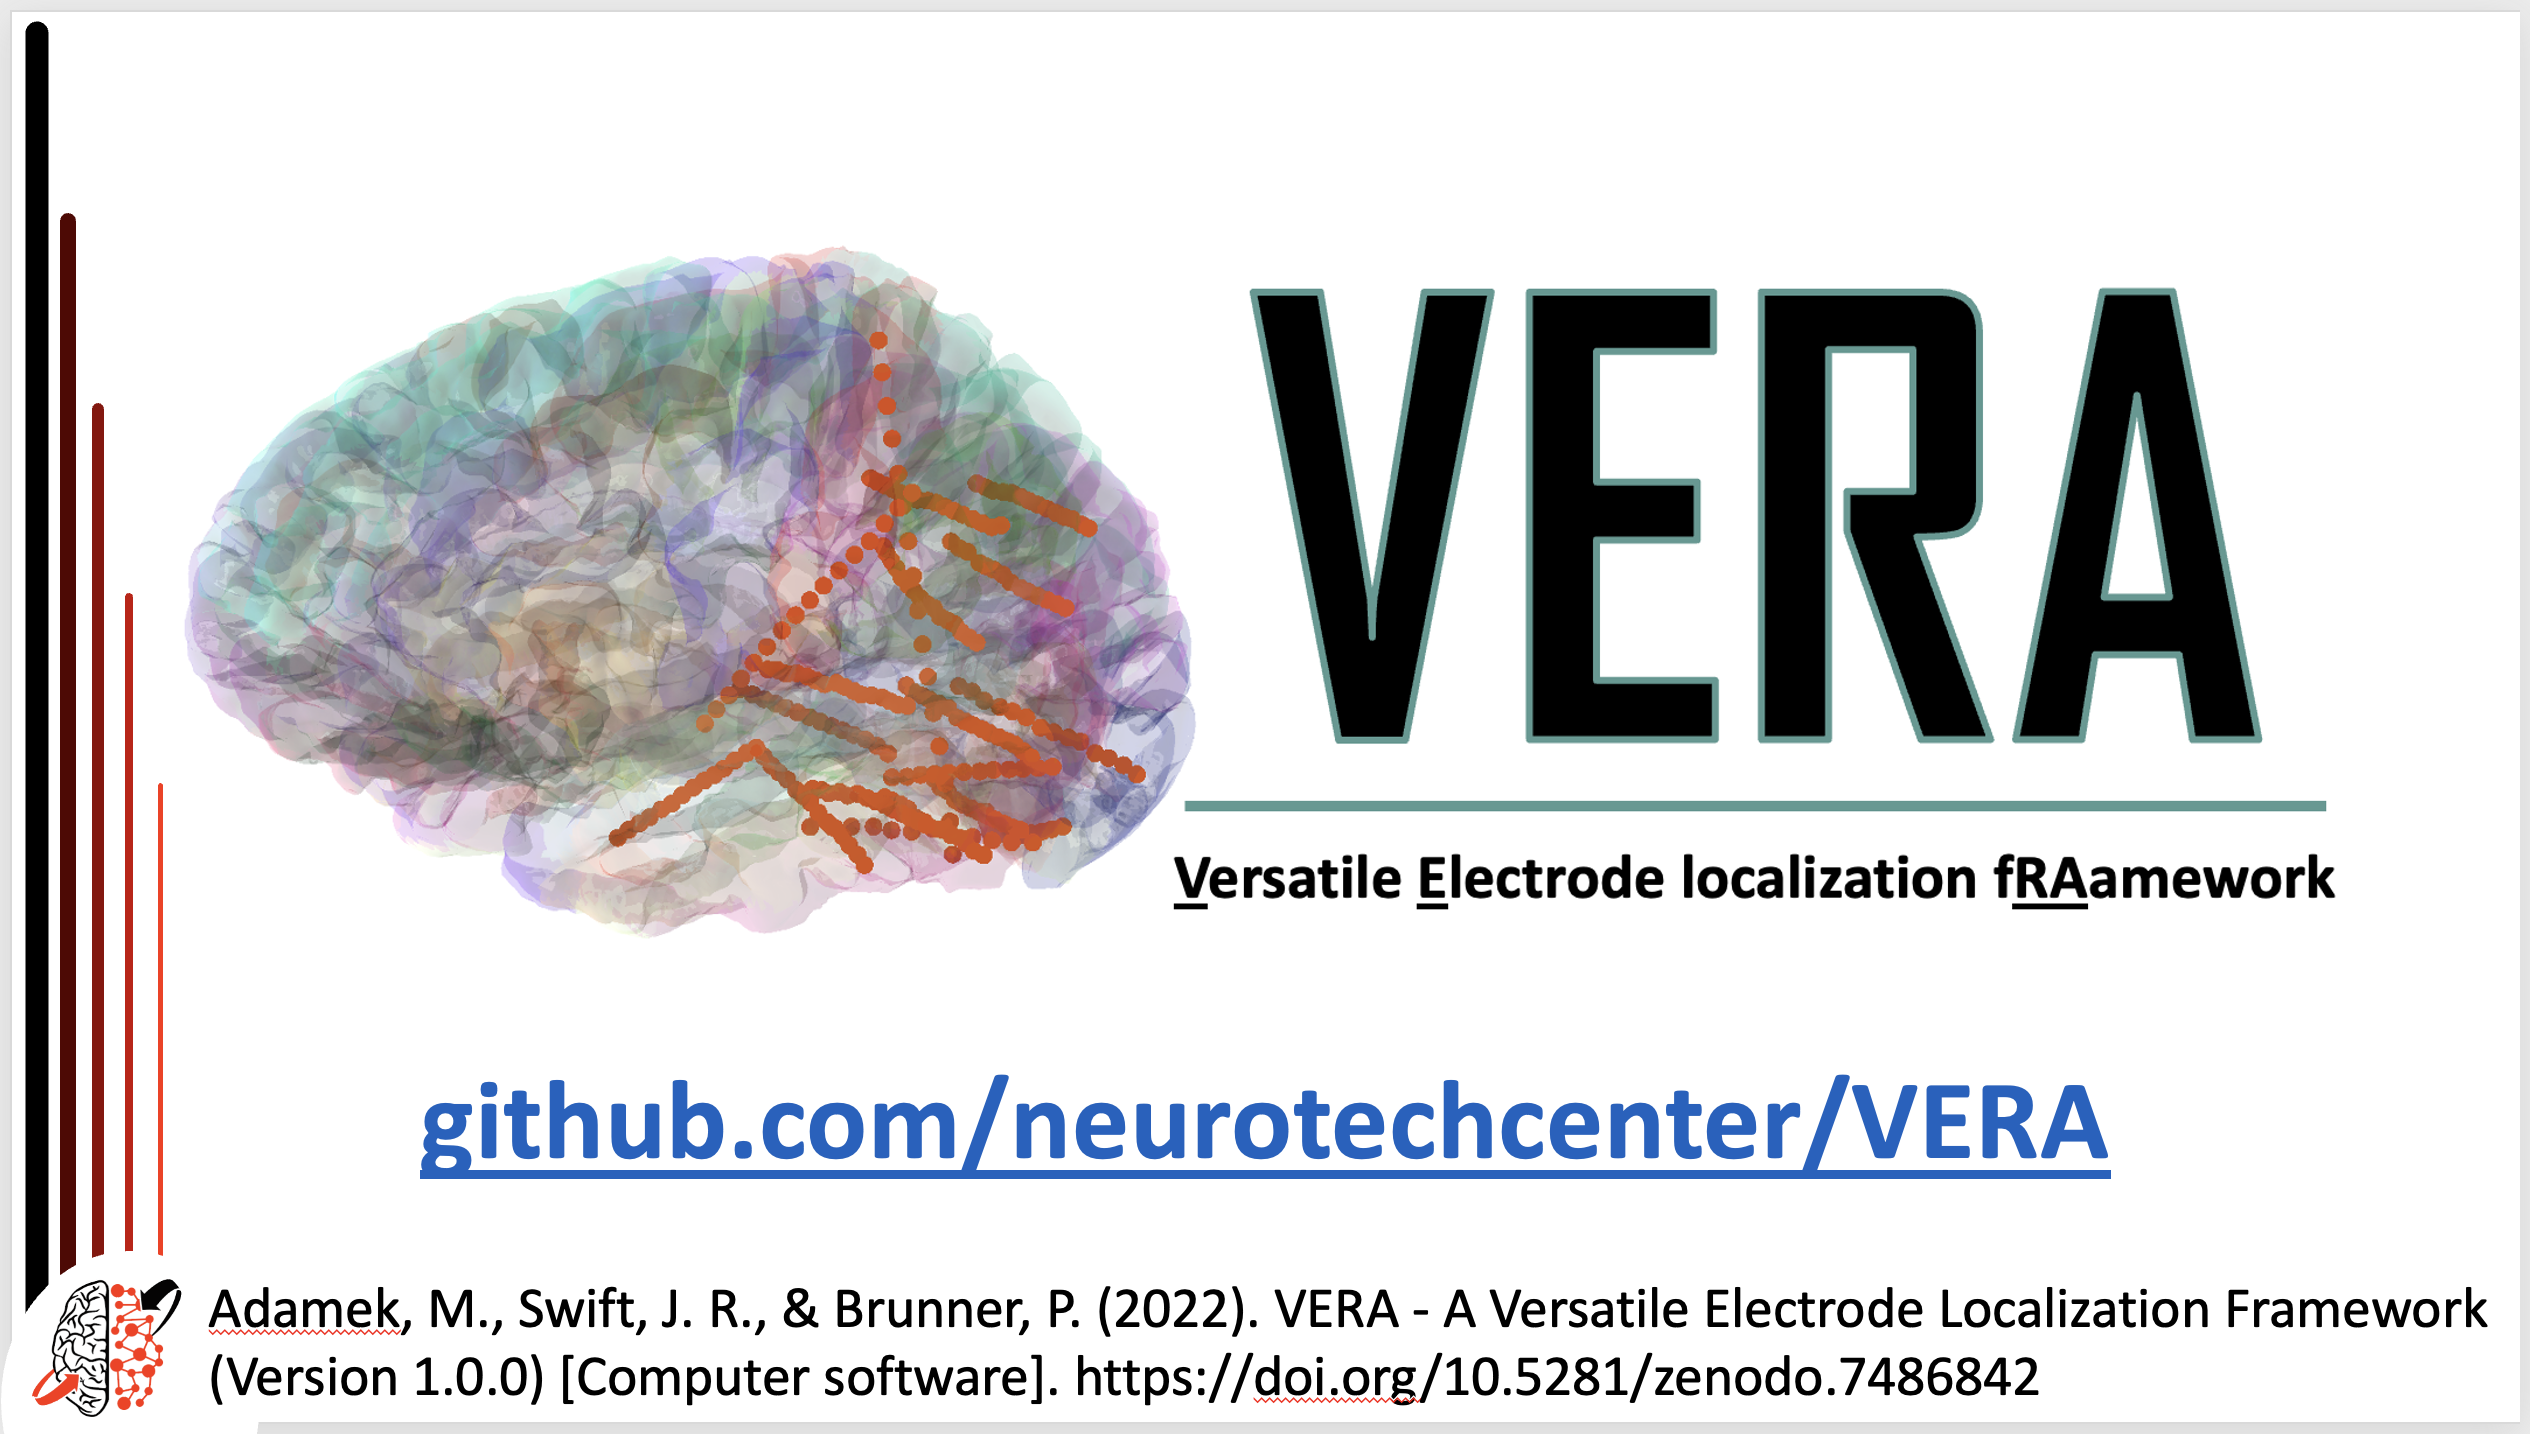 VERA
Versatile Electrode localization fRAamework
github.com/neurotechcenter/VERA
Adamek, M., Swift, J. R., & Brunner, P. (2022). VERA - A Versatile Electrode Localization Framework
(Version 1.0.0) [Computer software]. https://doi.org/10.5281/zenodo.7486842